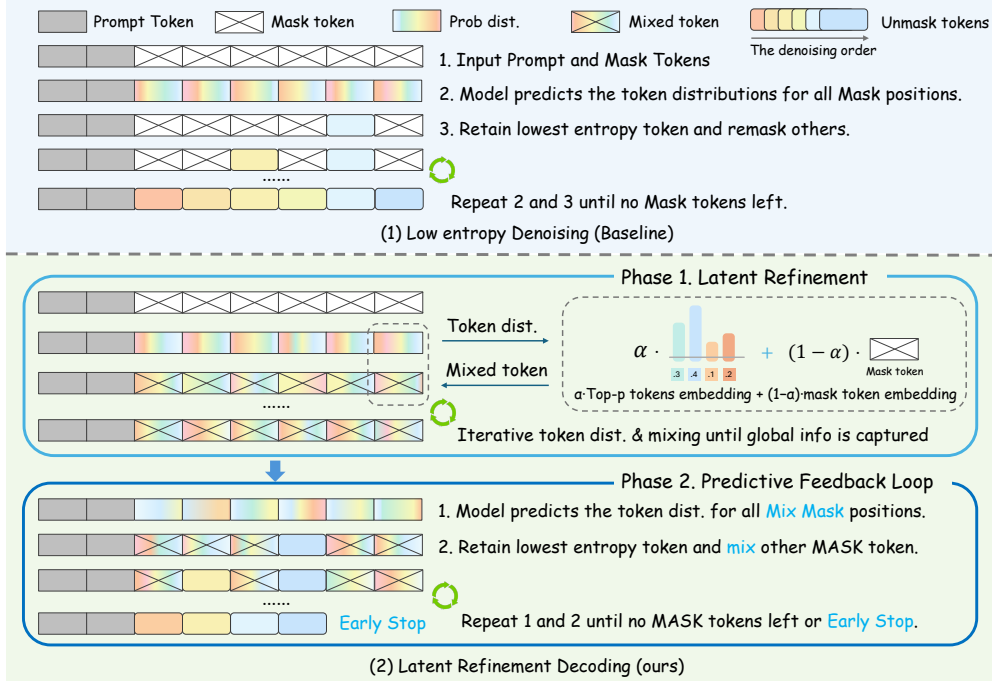 Prompt Token
Mask token
Prob dist.
Mixed token
Unmask tokens
The denoising order
1. Input Prompt and Mask Tokens
2. Model predicts the token distributions for all Mask positions.
3. Retain lowest entropy token and remask others.
......
Repeat 2 and 3 until no Mask tokens left.
(1) Low entropy Denoising (Baseline)
Phase 1. Latent Refinement
Token dist.
Mixed token
α · + (1 − α) ·
.3 .4 .1 .2
Mask token
α·Top-p tokens embedding + (1-α)·mask token embedding
......
Iterative token dist. & mixing until global info is captured
Phase 2. Predictive Feedback Loop
1. Model predicts the token dist. for all Mix Mask positions.
2. Retain lowest entropy token and mix other MASK token.
......
Early Stop
Repeat 1 and 2 until no MASK tokens left or Early Stop.
(2) Latent Refinement Decoding (ours)